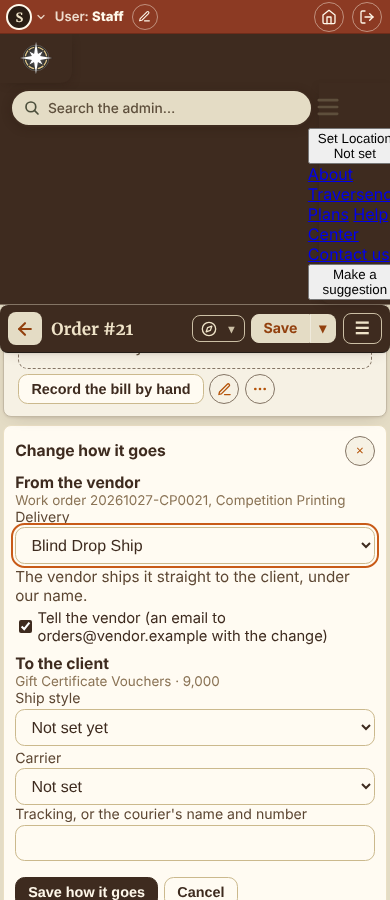 S User: Staff
Search the admin...
Set Location
Not set
About
Plans Help
Center
Contact us
Make a
suggestion
Order #21
Save
Record the bill by hand
Change how it goes
From the vendor
Work order 20261027-CP0021, Competition Printing
Delivery
Blind Drop Ship
The vendor ships it straight to the client, under
our name.
Tell the vendor (an email to
orders@vendor.example with the change)
To the client
Gift Certificate Vouchers · 9,000
Ship style
Not set yet
Carrier
Not set
Tracking, or the courier's name and number
Save how it goes Cancel